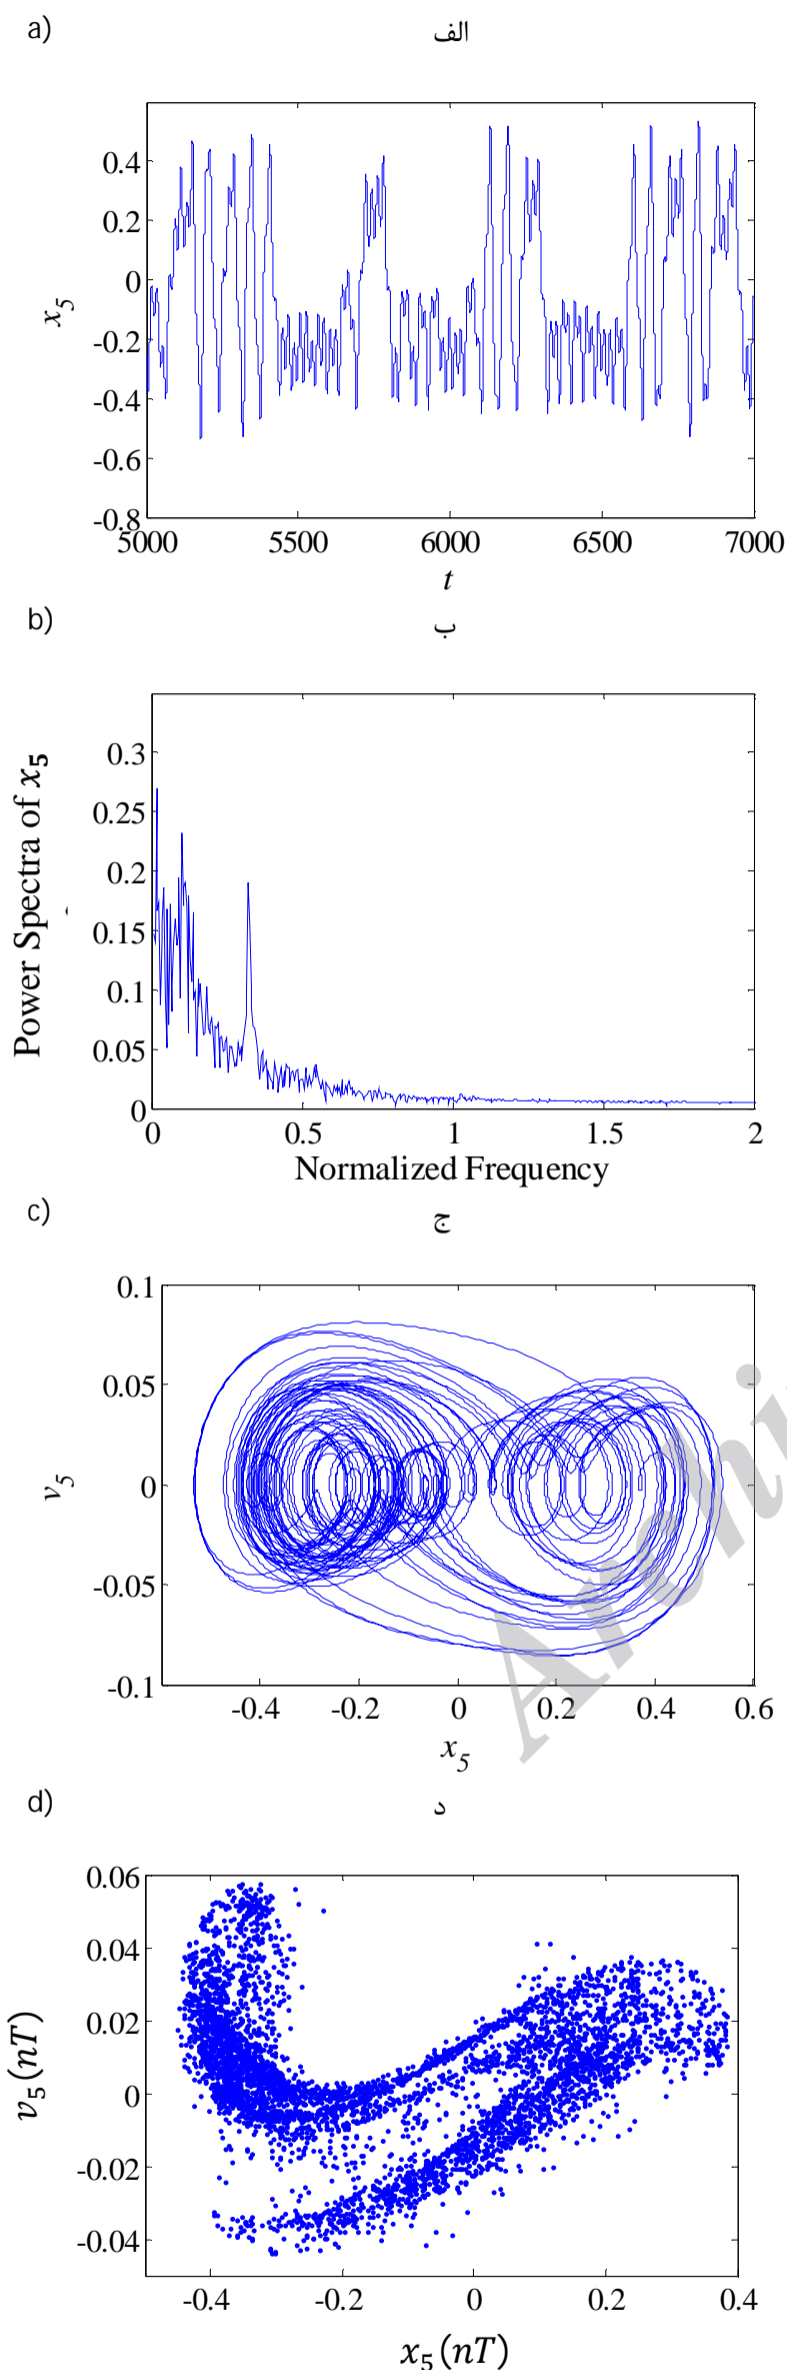 a)
الف
0.4
0.2
0
-0.2
-0.4
-0.6
-0.8
x5
5000 5500 6000 6500 7000
t
b)
ب
0.3
0.25
0.2
0.15
0.1
0.05
0
Power Spectra of x5
0 0.5 1 1.5 2
Normalized Frequency
c)
ج
0.1
0.05
0
-0.05
-0.1
v5
-0.4 -0.2 0 0.2 0.4 0.6
x5
d)
د
0.06
0.04
0.02
0
-0.02
-0.04
v5(nT)
-0.4 -0.2 0 0.2 0.4
x5(nT)
Archi